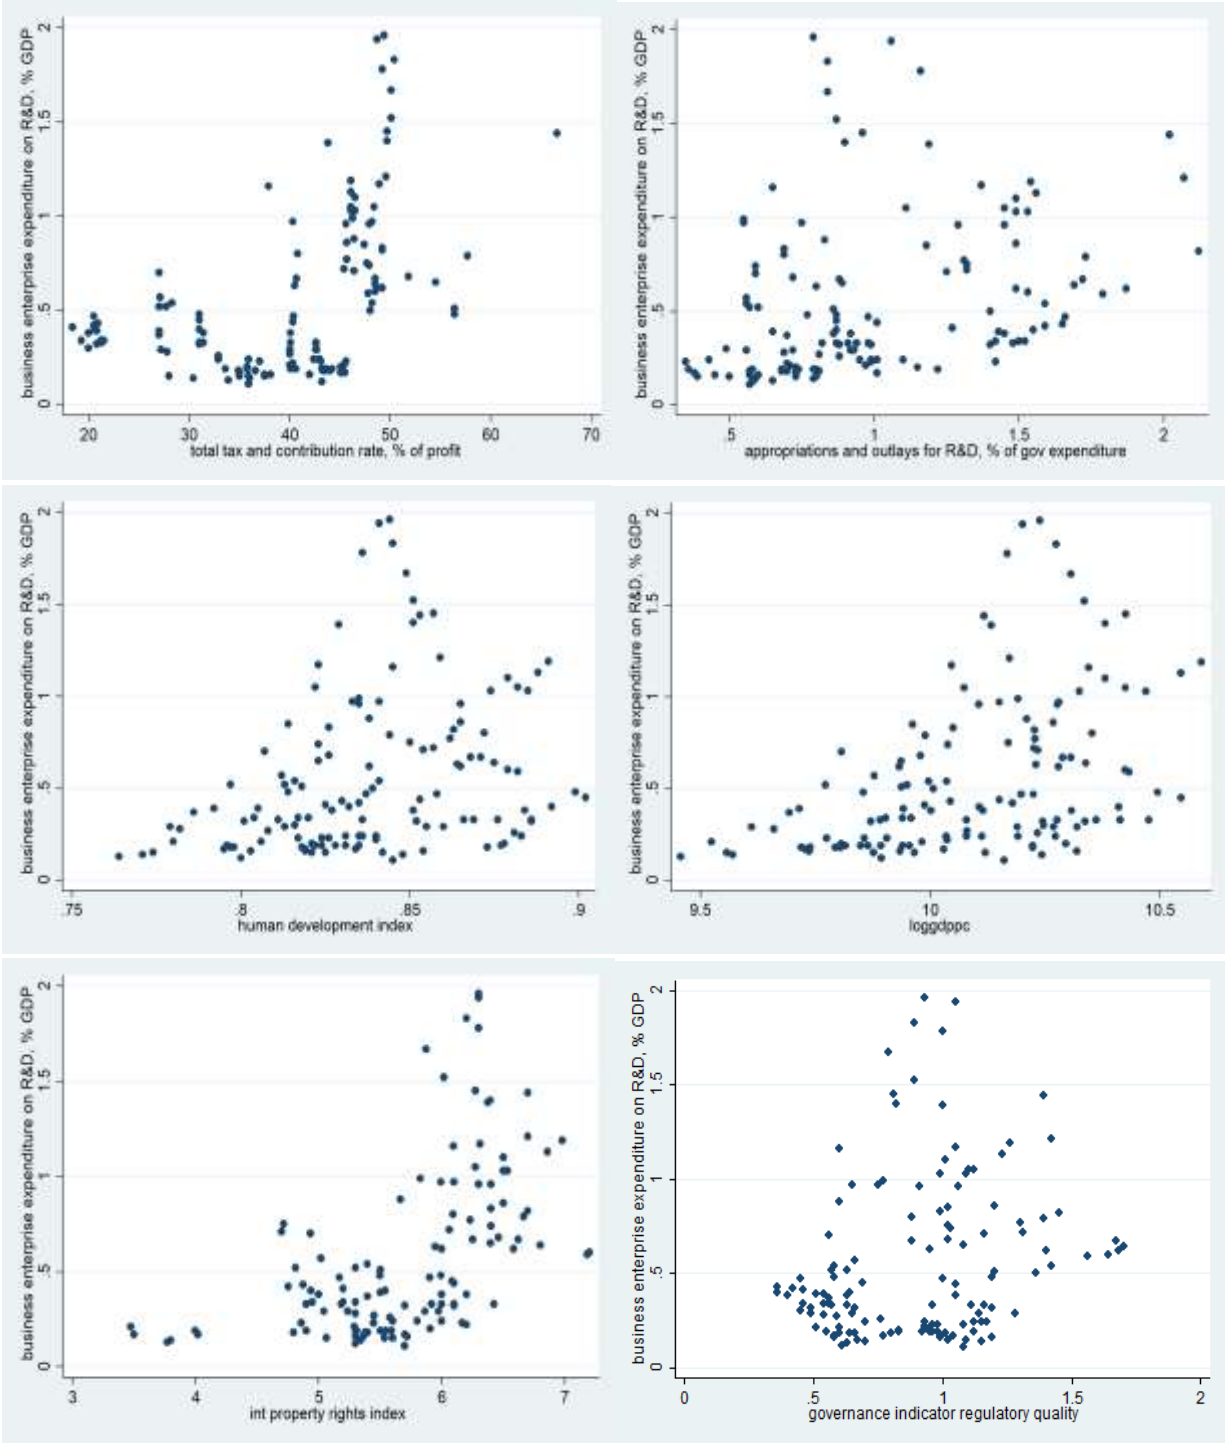 business enterprise expenditure on R&D, % GDP
0 .5 1 1.5 2
20 30 40 50 60 70
total tax and contribution rate, % of profit
business enterprise expenditure on R&D, % GDP
0 .5 1 1.5 2
.5 1 1.5 2
appropriations and outlays for R&D, % of gov expenditure
business enterprise expenditure on R&D, % GDP
0 .5 1 1.5 2
.75 .8 .85 .9
human development index
business enterprise expenditure on R&D, % GDP
0 .5 1 1.5 2
9.5 10 10.5
loggdppc
business enterprise expenditure on R&D, % GDP
0 .5 1 1.5 2
3 4 5 6 7
int property rights index
business enterprise expenditure on R&D, % GDP
0 .5 1 1.5 2
0 .5 1 1.5 2
governance indicator regulatory quality